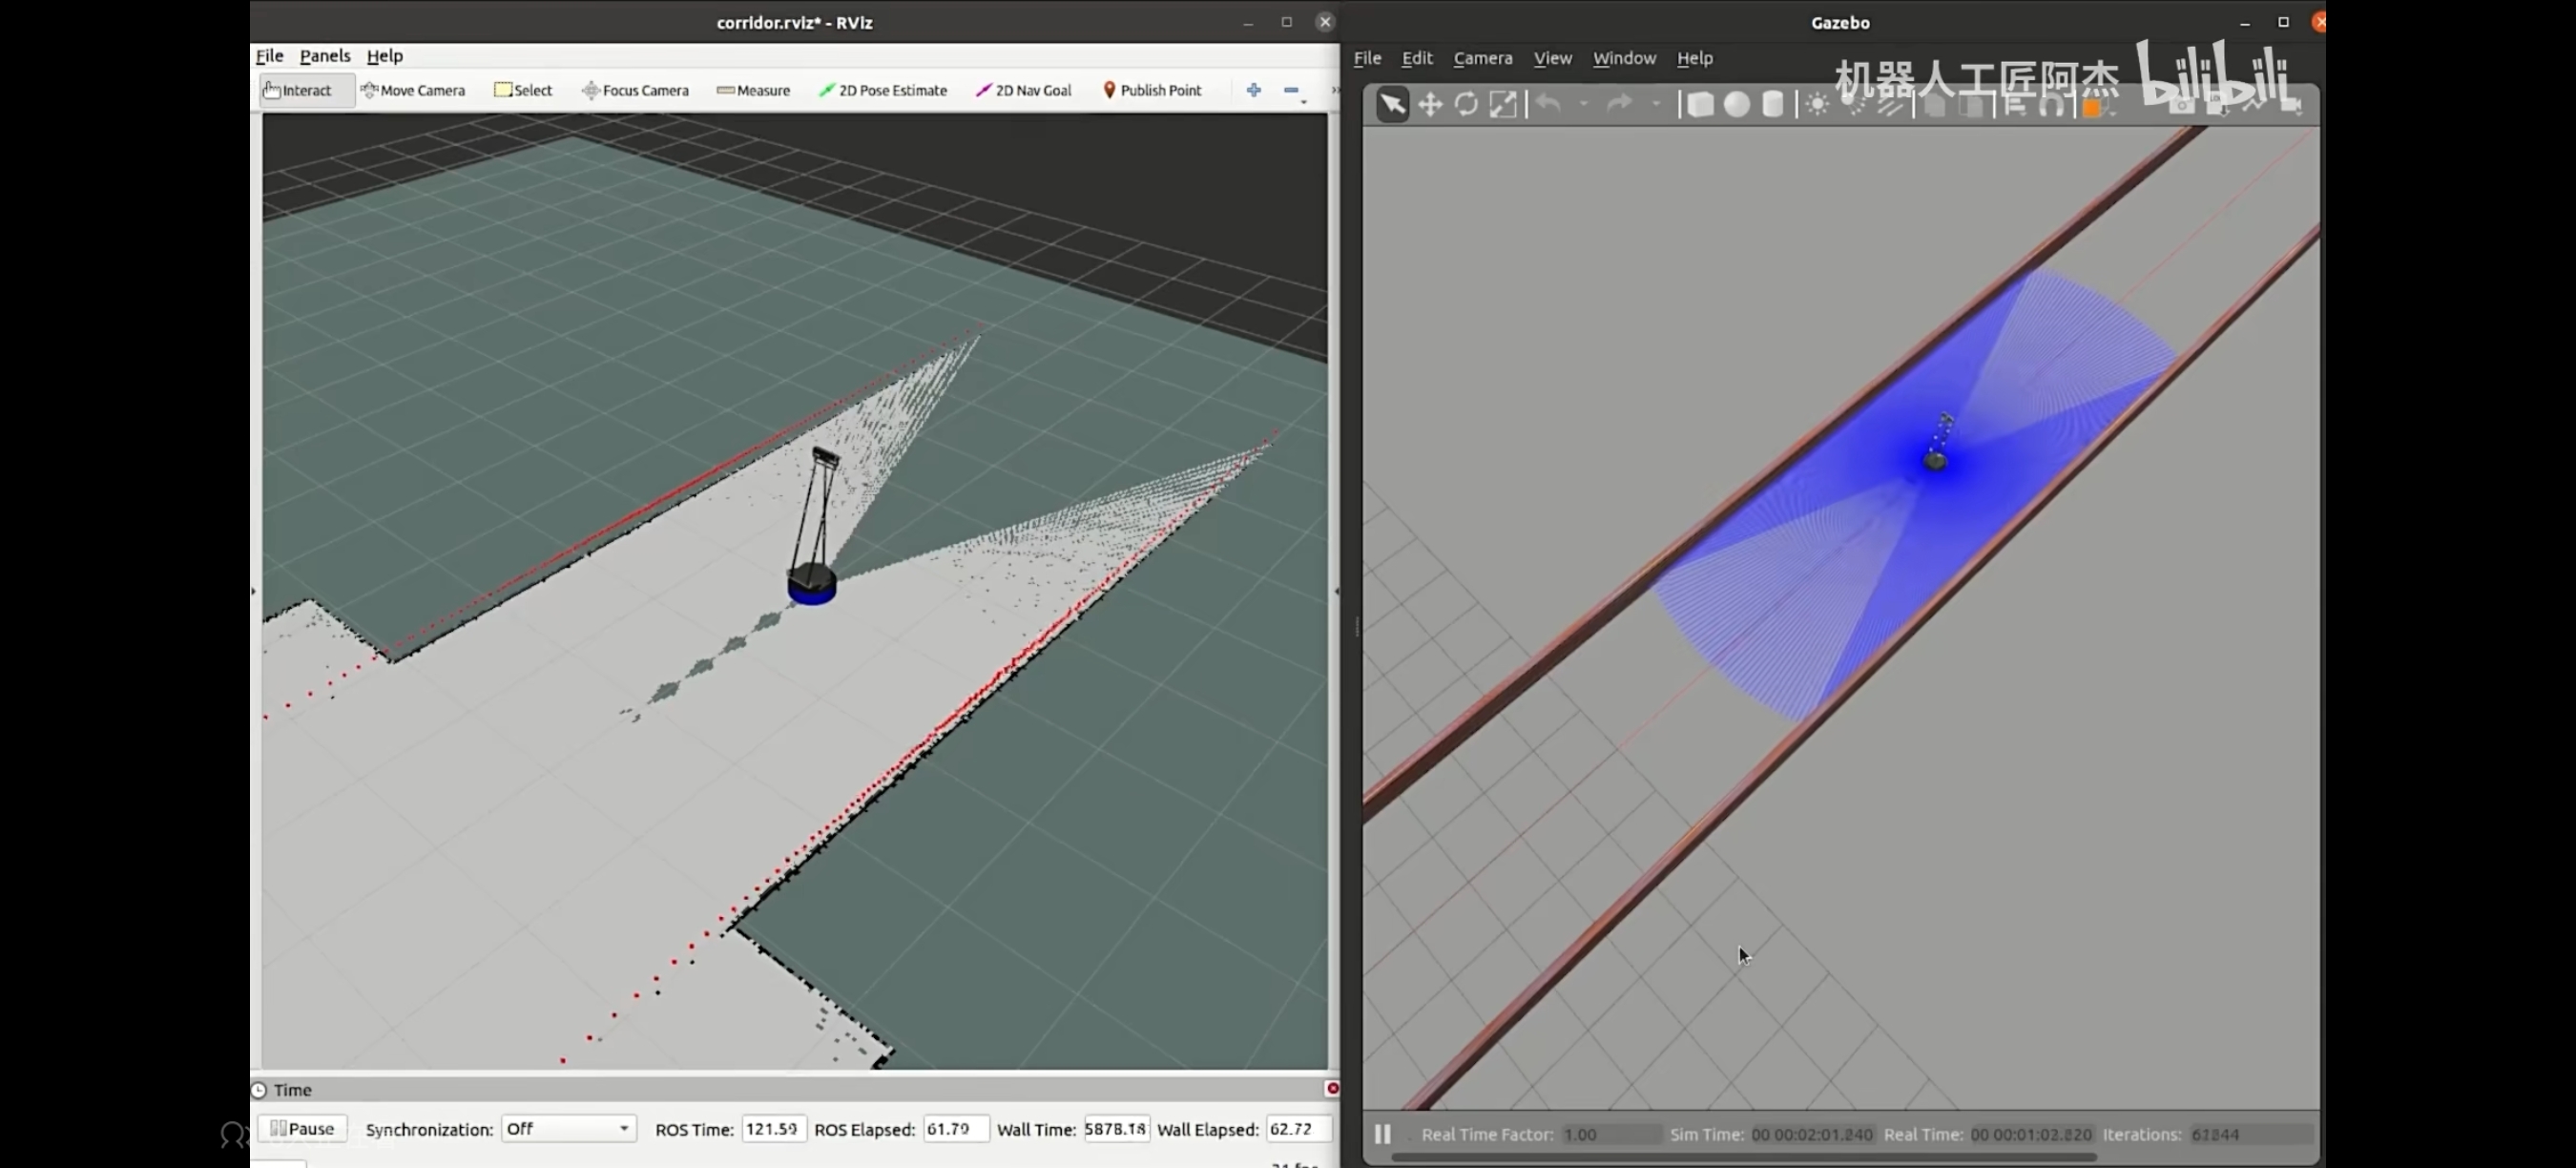 corridor.rviz* - RViz
File Panels Help
Interact Move Camera Select Focus Camera Measure 2D Pose Estimate 2D Nav Goal Publish Point
Time
Pause Synchronization: Off ROS Time: 121.59 ROS Elapsed: 61.79 Wall Time: 5878.18 Wall Elapsed: 62.72
Gazebo
File Edit Camera View Window Help
机器人工匠阿杰 bilibili
Real Time Factor: 1.00 Sim Time: 00 00:02:01.840 Real Time: 00 00:01:02.820 Iterations: 61844